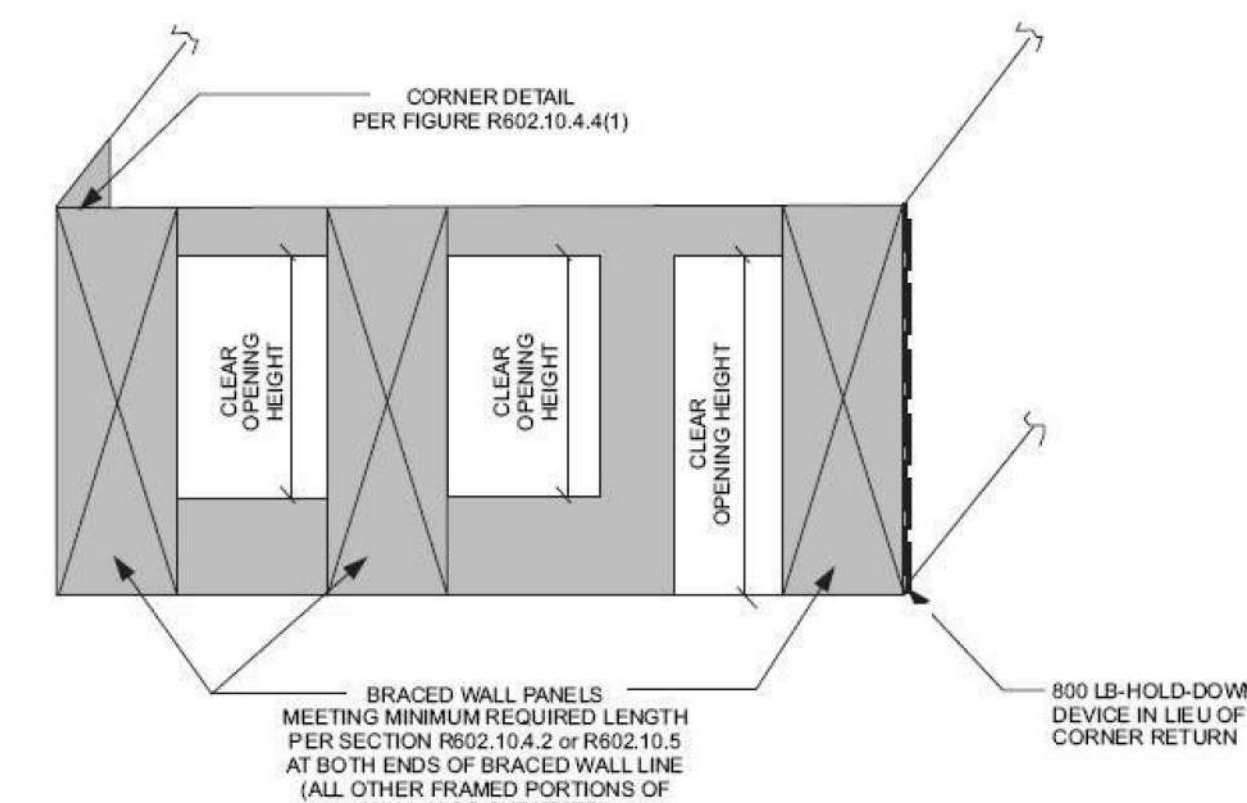 CORNER DETAIL
PER FIGURE R602.10.4.4(1)
CLEAR
OPENING
HEIGHT
CLEAR
OPENING
HEIGHT
CLEAR
OPENING HEIGHT
BRACED WALL PANELS
MEETING MINIMUM REQUIRED LENGTH
PER SECTION R602.10.4.2 or R602.10.5
AT BOTH ENDS OF BRACED WALL LINE
(ALL OTHER FRAMED PORTIONS OF
800 LB-HOLD-DOWN
DEVICE IN LIEU OF
CORNER RETURN